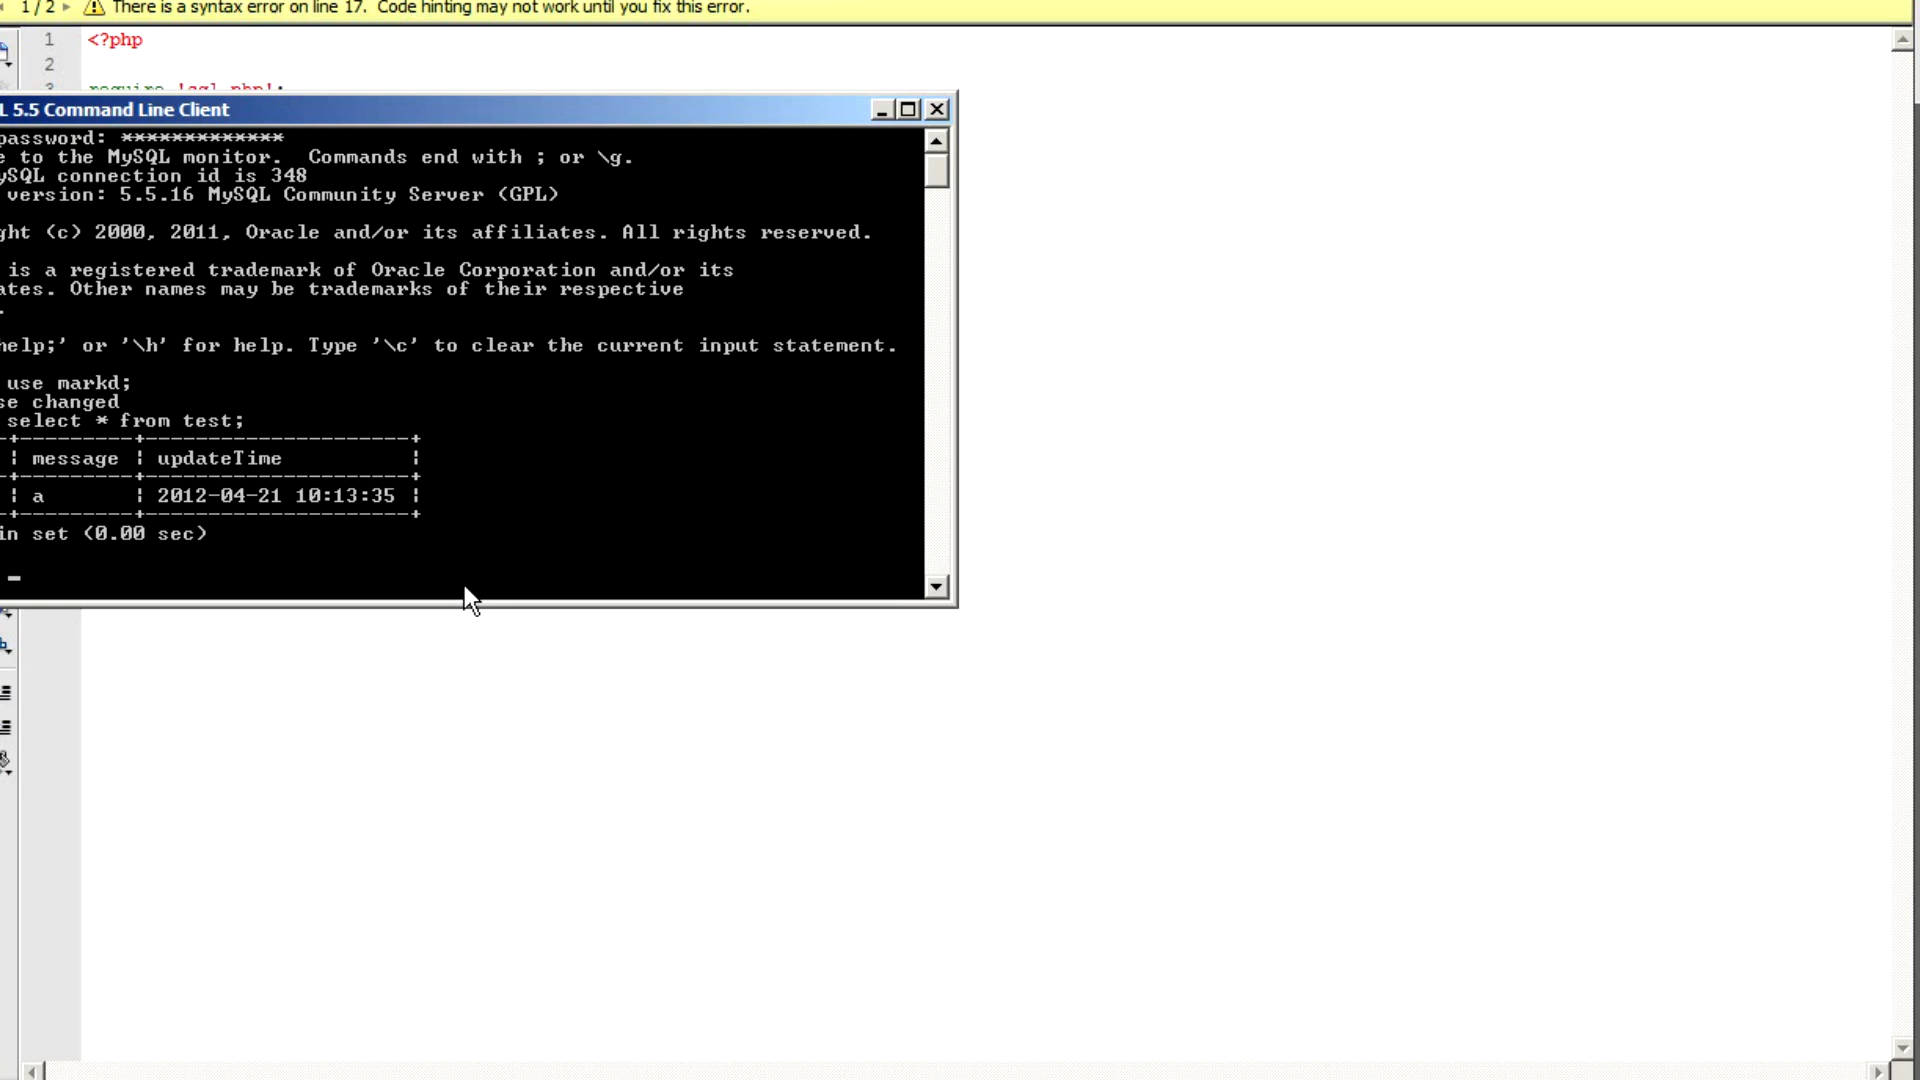 1 / 2 There is a syntax error on line 17. Code hinting may not work until you fix this error.
1 <?php
2
3 require 'sql.php';
L 5.5 Command Line Client
password: *************
e to the MySQL monitor. Commands end with ; or \g.
ySQL connection id is 348
version: 5.5.16 MySQL Community Server (GPL)
ght (c) 2000, 2011, Oracle and/or its affiliates. All rights reserved.
is a registered trademark of Oracle Corporation and/or its
ates. Other names may be trademarks of their respective
.
help;' or '\h' for help. Type '\c' to clear the current input statement.
use markd;
se changed
select * from test;
| message | updateTime |
| a | 2012-04-21 10:13:35 |
in set (0.00 sec)